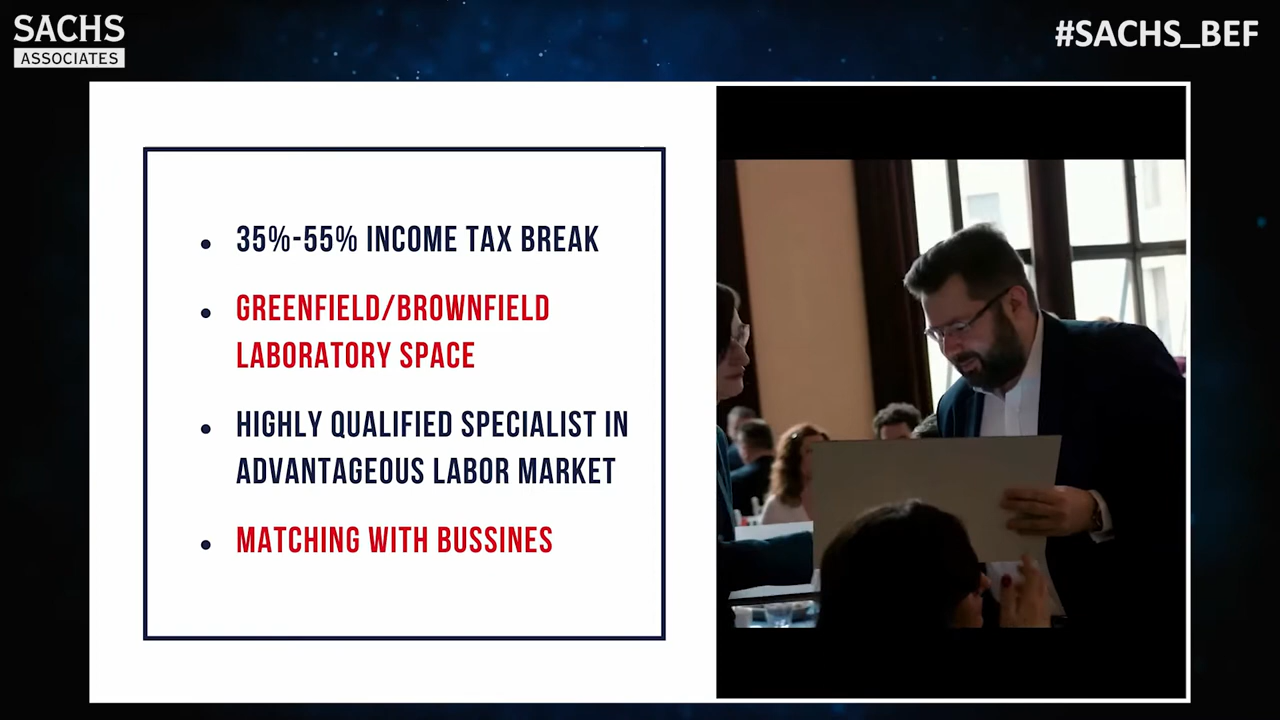 SACHS
ASSOCIATES
#SACHS_BEF
• 35%-55% INCOME TAX BREAK
• GREENFIELD/BROWNFIELD
LABORATORY SPACE
• HIGHLY QUALIFIED SPECIALIST IN
ADVANTAGEOUS LABOR MARKET
• MATCHING WITH BUSSINES